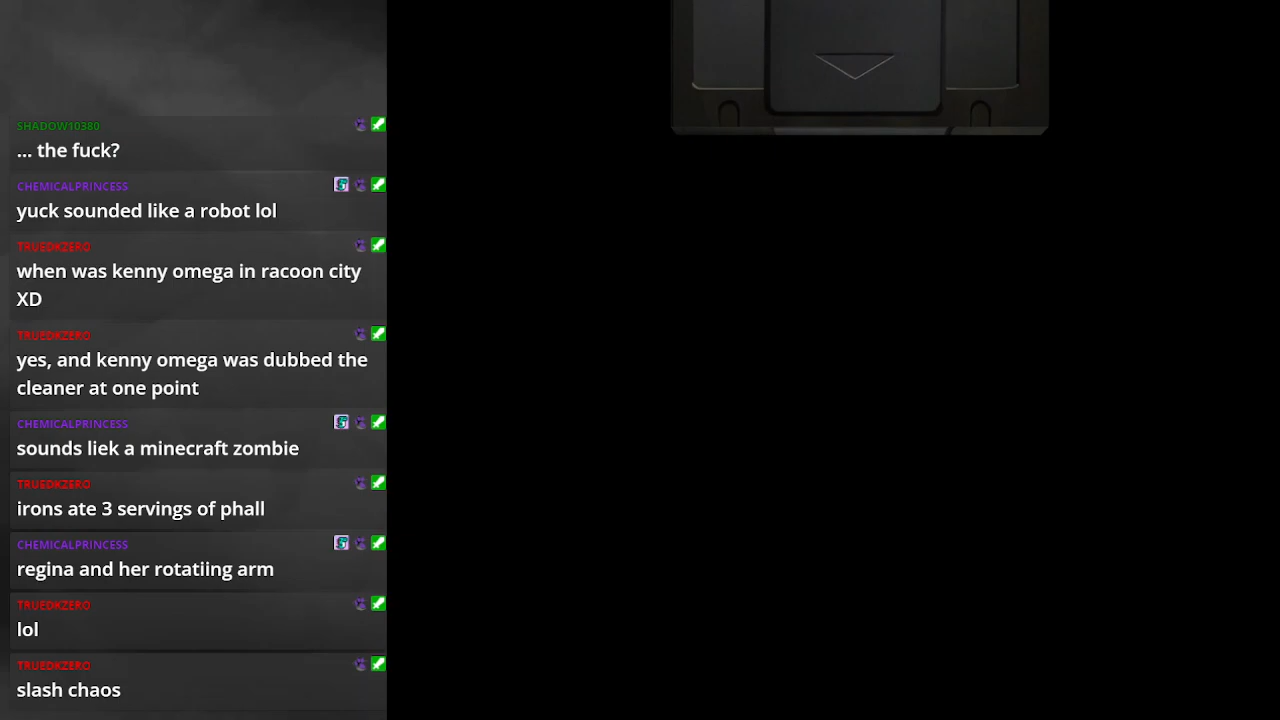 SHADOW10380
... the fuck?
CHEMICALPRINCESS
yuck sounded like a robot lol
TRUEDKZERO
when was kenny omega in racoon city
XD
TRUEDKZERO
yes, and kenny omega was dubbed the
cleaner at one point
CHEMICALPRINCESS
sounds liek a minecraft zombie
TRUEDKZERO
irons ate 3 servings of phall
CHEMICALPRINCESS
regina and her rotatiing arm
TRUEDKZERO
lol
TRUEDKZERO
slash chaos